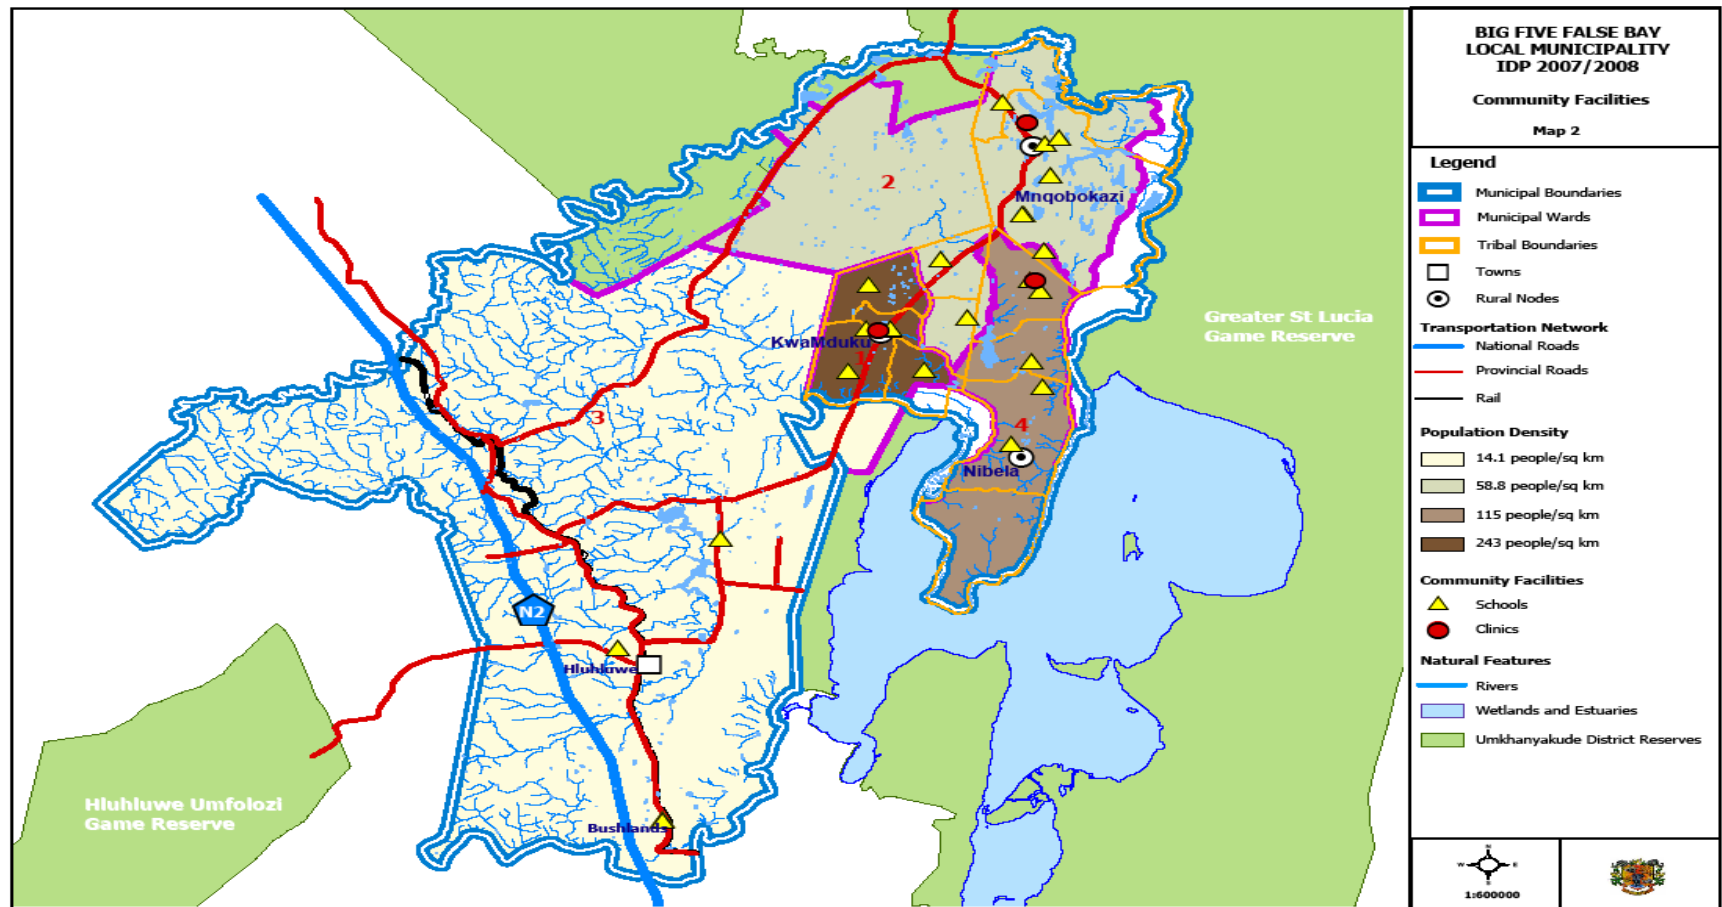 BIG FIVE FALSE BAY
LOCAL MUNICIPALITY
IDP 2007/2008
Community Facilities
Map 2
Legend
Municipal Boundaries
Municipal Wards
Tribal Boundaries
Towns
Rural Nodes
Transportation Network
National Roads
Provincial Roads
Rail
Population Density
14.1 people/sq km
58.8 people/sq km
115 people/sq km
243 people/sq km
Community Facilities
Schools
Clinics
Natural Features
Rivers
Wetlands and Estuaries
Umkhanyakude District Reserves
N
W E
S
1:600000
2
Mnqobokazi
Greater St Lucia
Game Reserve
KwaMduku
1
3
4
Nibela
N2
Hluhluwe
Hluhluwe Umfolozi
Game Reserve
Bushlands